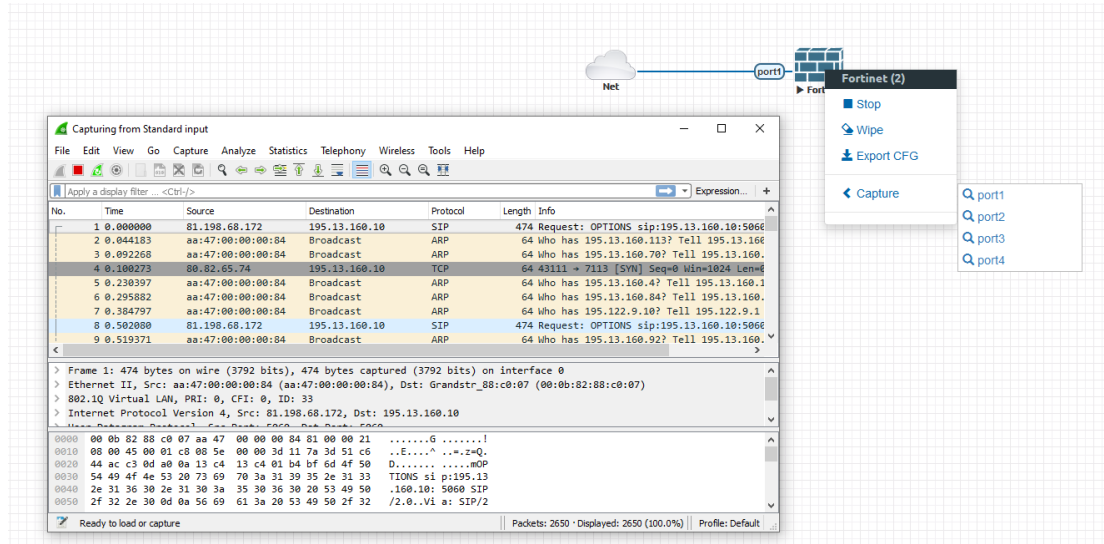 port1
Net
Fort
Fortinet (2)
Stop
Wipe
Export CFG
Capture
port1
port2
port3
port4
Capturing from Standard input
File Edit View Go Capture Analyze Statistics Telephony Wireless Tools Help
Apply a display filter ... <Ctrl-/>
Expression... +
No. Time Source Destination Protocol Length Info
1 0.000000 81.198.68.172 195.13.160.10 SIP 474 Request: OPTIONS sip:195.13.160.10:5060
2 0.044183 aa:47:00:00:00:84 Broadcast ARP 64 Who has 195.13.160.113? Tell 195.13.160
3 0.092268 aa:47:00:00:00:84 Broadcast ARP 64 Who has 195.13.160.70? Tell 195.13.160.
4 0.100273 80.82.65.74 195.13.160.10 TCP 64 43111 → 7113 [SYN] Seq=0 Win=1024 Len=0
5 0.230397 aa:47:00:00:00:84 Broadcast ARP 64 Who has 195.13.160.4? Tell 195.13.160.1
6 0.295882 aa:47:00:00:00:84 Broadcast ARP 64 Who has 195.13.160.84? Tell 195.13.160.
7 0.384797 aa:47:00:00:00:84 Broadcast ARP 64 Who has 195.122.9.10? Tell 195.122.9.1
8 0.502080 81.198.68.172 195.13.160.10 SIP 474 Request: OPTIONS sip:195.13.160.10:5060
9 0.519371 aa:47:00:00:00:84 Broadcast ARP 64 Who has 195.13.160.92? Tell 195.13.160.
> Frame 1: 474 bytes on wire (3792 bits), 474 bytes captured (3792 bits) on interface 0
> Ethernet II, Src: aa:47:00:00:00:84 (aa:47:00:00:00:84), Dst: Grandstr_88:c0:07 (00:0b:82:88:c0:07)
> 802.1Q Virtual LAN, PRI: 0, CFI: 0, ID: 33
> Internet Protocol Version 4, Src: 81.198.68.172, Dst: 195.13.160.10
0000 00 0b 82 88 c0 07 aa 47 00 00 00 84 81 00 00 21 .......G .......!
0010 08 00 45 00 01 c8 08 5e 00 00 3d 11 7a 3d 51 c6 ..E....^ ..=.z=Q.
0020 44 ac c3 0d a0 0a 13 c4 13 c4 01 b4 bf 6d 4f 50 D....... .....mOP
0030 54 49 4f 4e 53 20 73 69 70 3a 31 39 35 2e 31 33 TIONS si p:195.13
0040 2e 31 36 30 2e 31 30 3a 35 30 36 30 20 53 49 50 .160.10: 5060 SIP
0050 2f 32 2e 30 0d 0a 56 69 61 3a 20 53 49 50 2f 32 /2.0..Vi a: SIP/2
Ready to load or capture
Packets: 2650 · Displayed: 2650 (100.0%)
Profile: Default